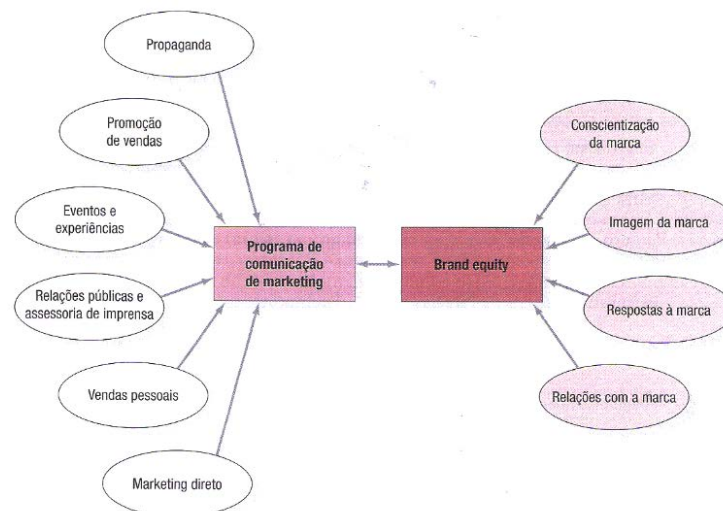 Propaganda
Promoção
de vendas
Eventos e
experiências
Relações públicas e
assessoria de imprensa
Vendas pessoais
Marketing direto
Programa de
comunicação
de marketing
Brand equity
Conscientização
da marca
Imagem da marca
Respostas à marca
Relações com a marca